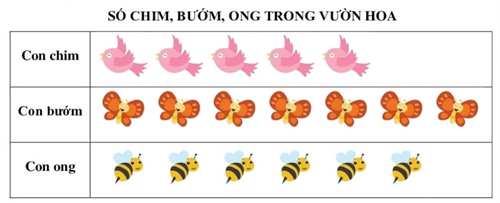 SỐ CHIM, BƯỚM, ONG TRONG VƯỜN HOA
Con chim
Con bướm
Con ong